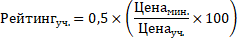 Рейтинг_уч. = 0,5 × (Цена_мин. / Цена_уч. × 100)